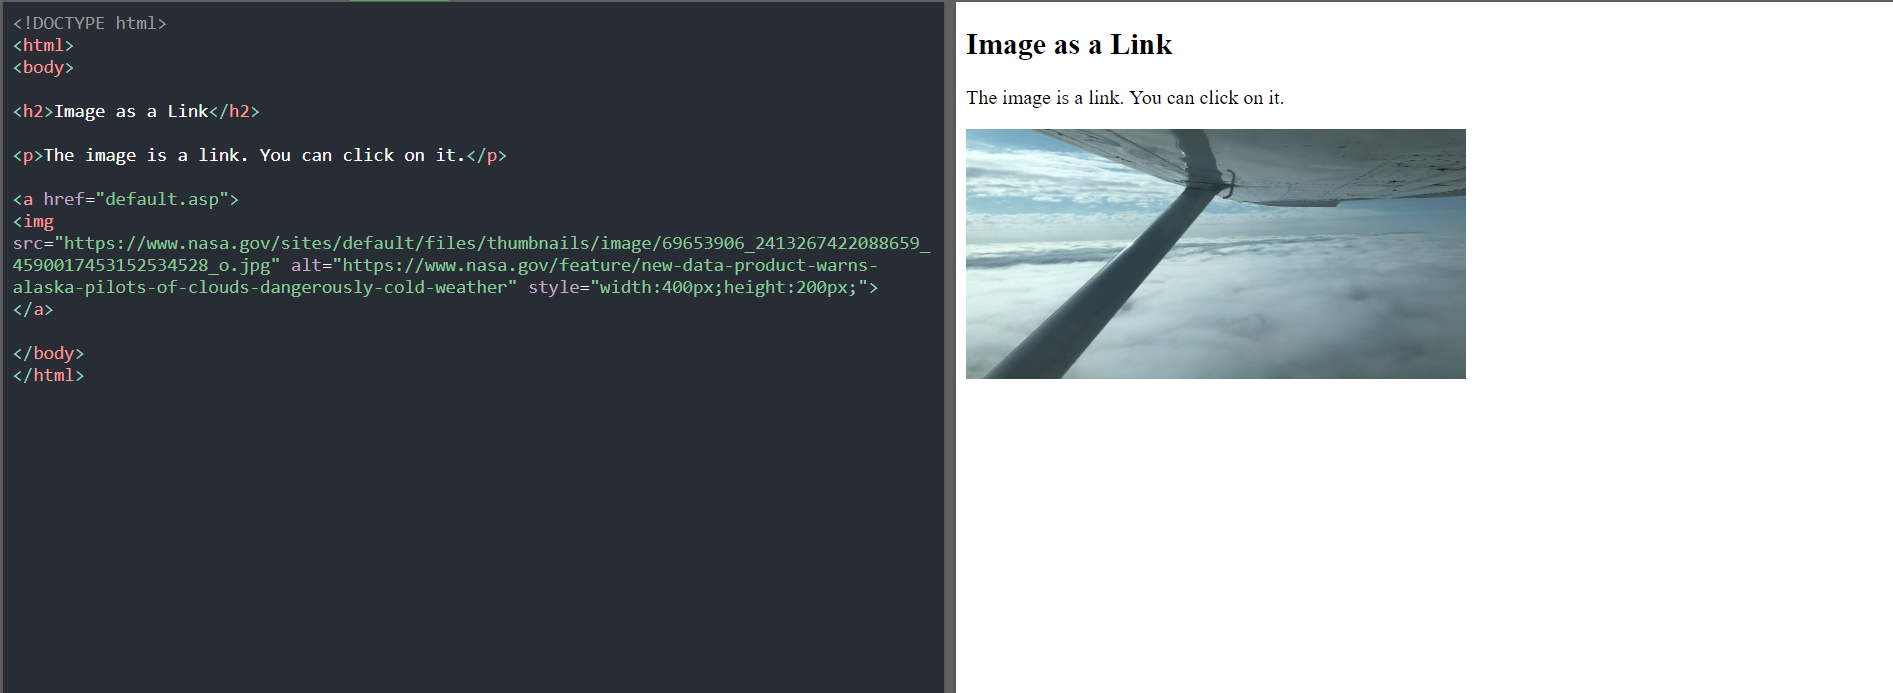 <!DOCTYPE html>
<html>
<body>
<h2>Image as a Link</h2>
<p>The image is a link. You can click on it.</p>
<a href="default.asp">
<img
src="https://www.nasa.gov/sites/default/files/thumbnails/image/69653906_2413267422088659_
4590017453152534528_o.jpg" alt="https://www.nasa.gov/feature/new-data-product-warns-
alaska-pilots-of-clouds-dangerously-cold-weather" style="width:400px;height:200px;">
</a>
</body>
</html>
Image as a Link
The image is a link. You can click on it.